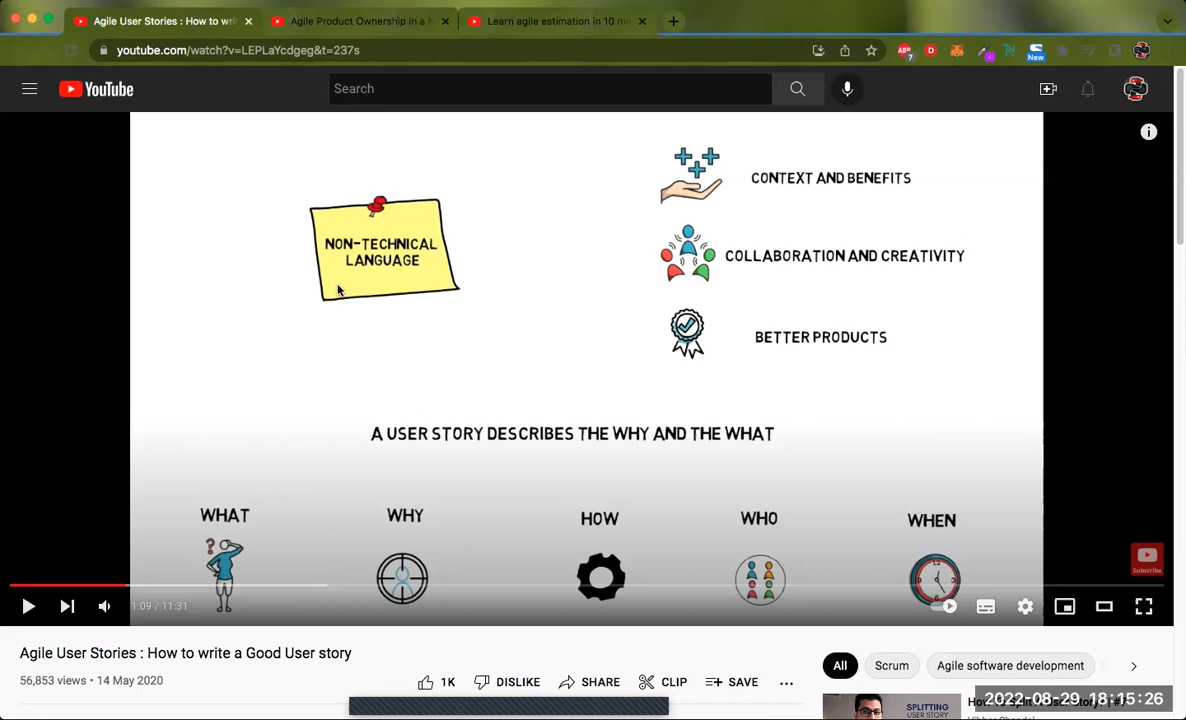 Agile User Stories : How to wri
Agile Product Ownership in a N
Learn agile estimation in 10 mi
youtube.com/watch?v=LEPLaYcdgeg&t=237s
ABP
7
D
New
YouTube
Search
NON-TECHNICAL
LANGUAGE
CONTEXT AND BENEFITS
COLLABORATION AND CREATIVITY
BETTER PRODUCTS
A USER STORY DESCRIBES THE WHY AND THE WHAT
WHAT
WHY
HOW
WHO
WHEN
?
Subscribe
1:09 / 11:31
Agile User Stories : How to write a Good User story
56,853 views • 14 May 2020
1K
DISLIKE
SHARE
CLIP
SAVE
All
Scrum
Agile software development
SPLITTING
USER STORY
2022-08-29 18:15:26